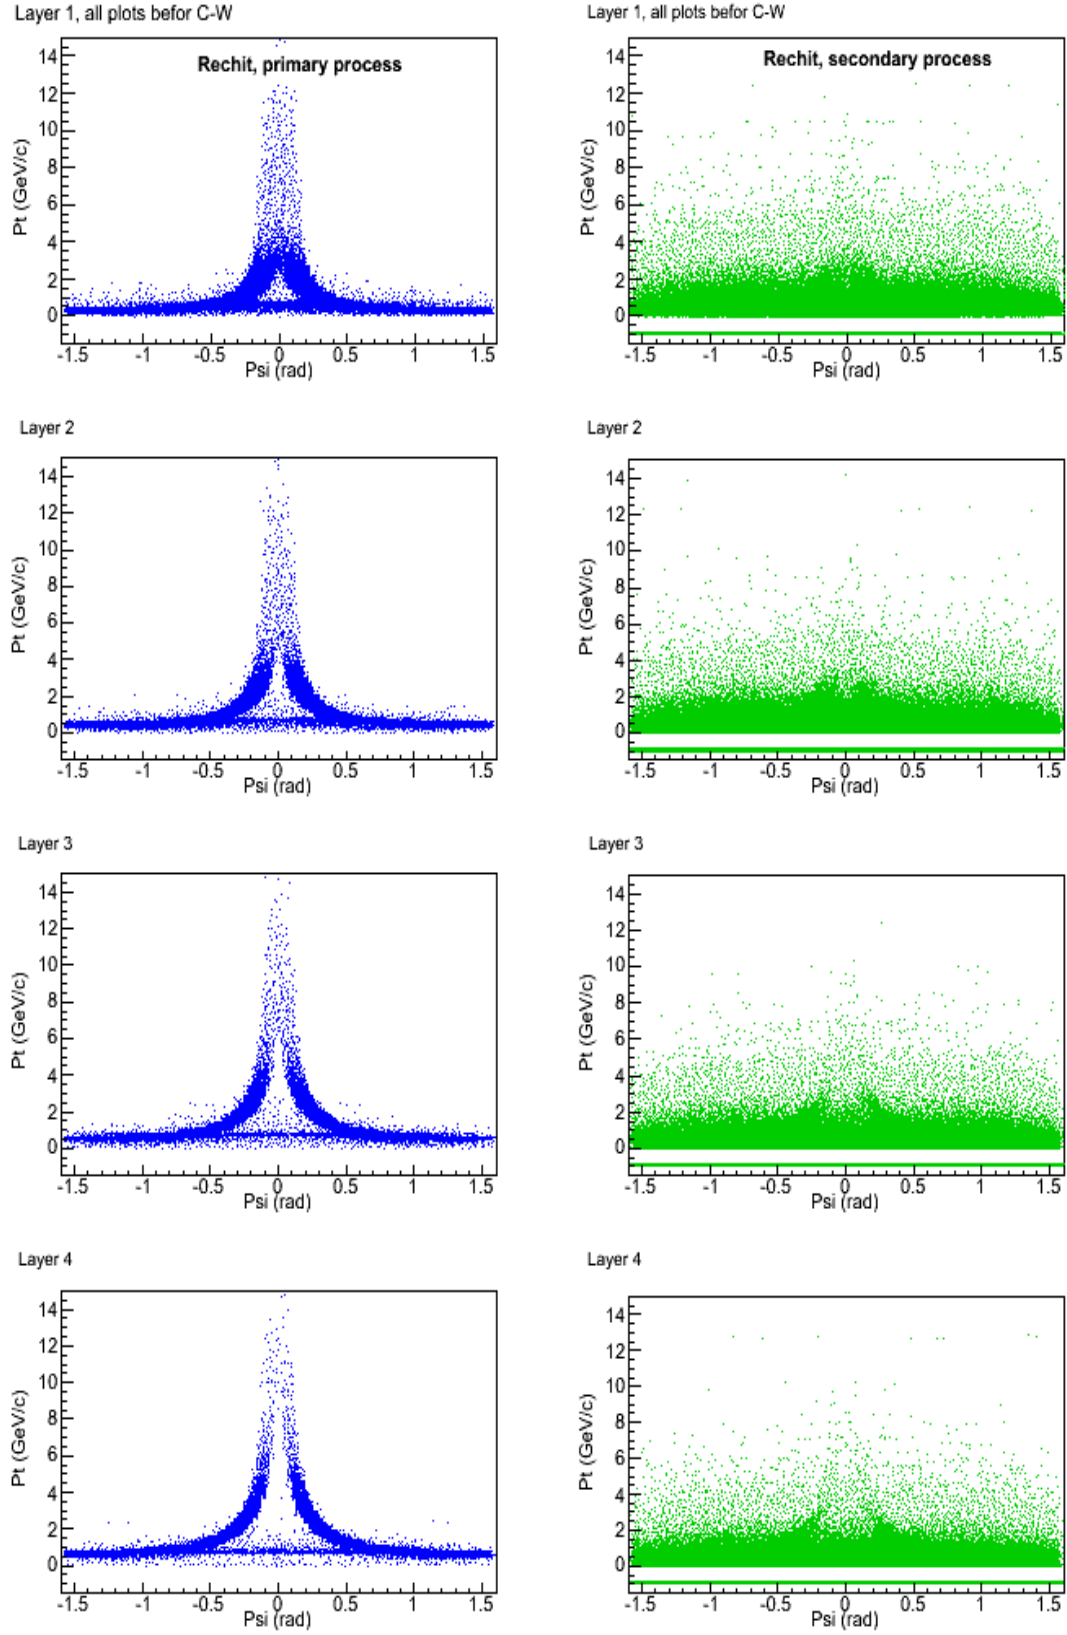 Layer 1, all plots befor C-W
Layer 1, all plots befor C-W
Rechit, primary process
Rechit, secondary process
14
12
10
8
6
4
2
0
Pt (GeV/c)
-1.5 -1 -0.5 0 0.5 1 1.5
Psi (rad)
14
12
10
8
6
4
2
0
Pt (GeV/c)
-1.5 -1 -0.5 0 0.5 1 1.5
Psi (rad)
Layer 2
Layer 2
14
12
10
8
6
4
2
0
Pt (GeV/c)
-1.5 -1 -0.5 0 0.5 1 1.5
Psi (rad)
14
12
10
8
6
4
2
0
Pt (GeV/c)
-1.5 -1 -0.5 0 0.5 1 1.5
Psi (rad)
Layer 3
Layer 3
14
12
10
8
6
4
2
0
Pt (GeV/c)
-1.5 -1 -0.5 0 0.5 1 1.5
Psi (rad)
14
12
10
8
6
4
2
0
Pt (GeV/c)
-1.5 -1 -0.5 0 0.5 1 1.5
Psi (rad)
Layer 4
Layer 4
14
12
10
8
6
4
2
0
Pt (GeV/c)
-1.5 -1 -0.5 0 0.5 1 1.5
Psi (rad)
14
12
10
8
6
4
2
0
Pt (GeV/c)
-1.5 -1 -0.5 0 0.5 1 1.5
Psi (rad)